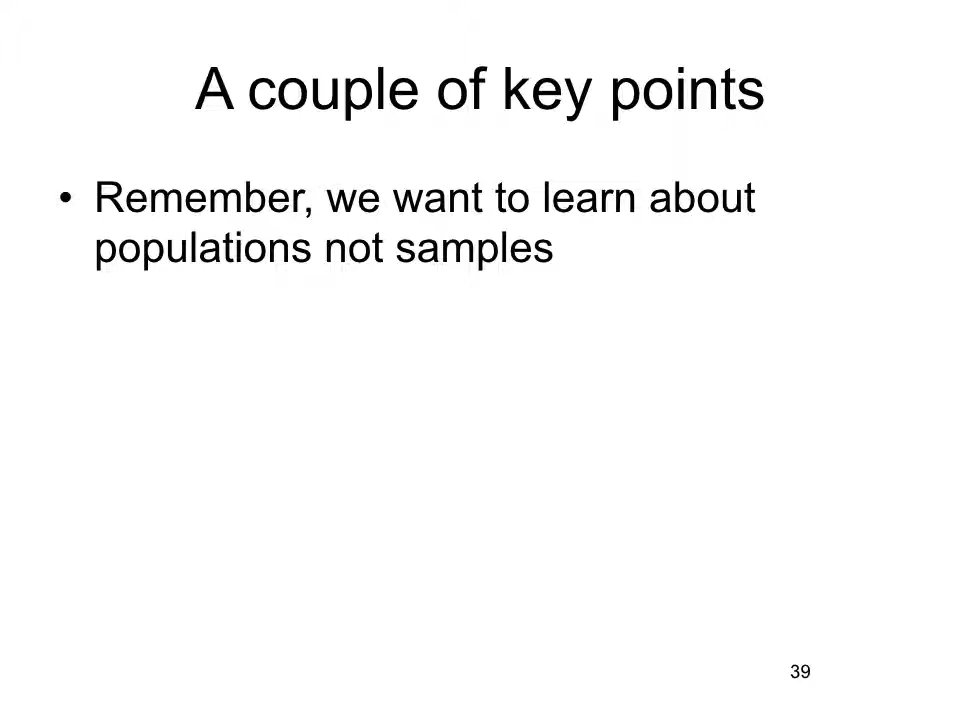 A couple of key points
• Remember, we want to learn about
populations not samples
39